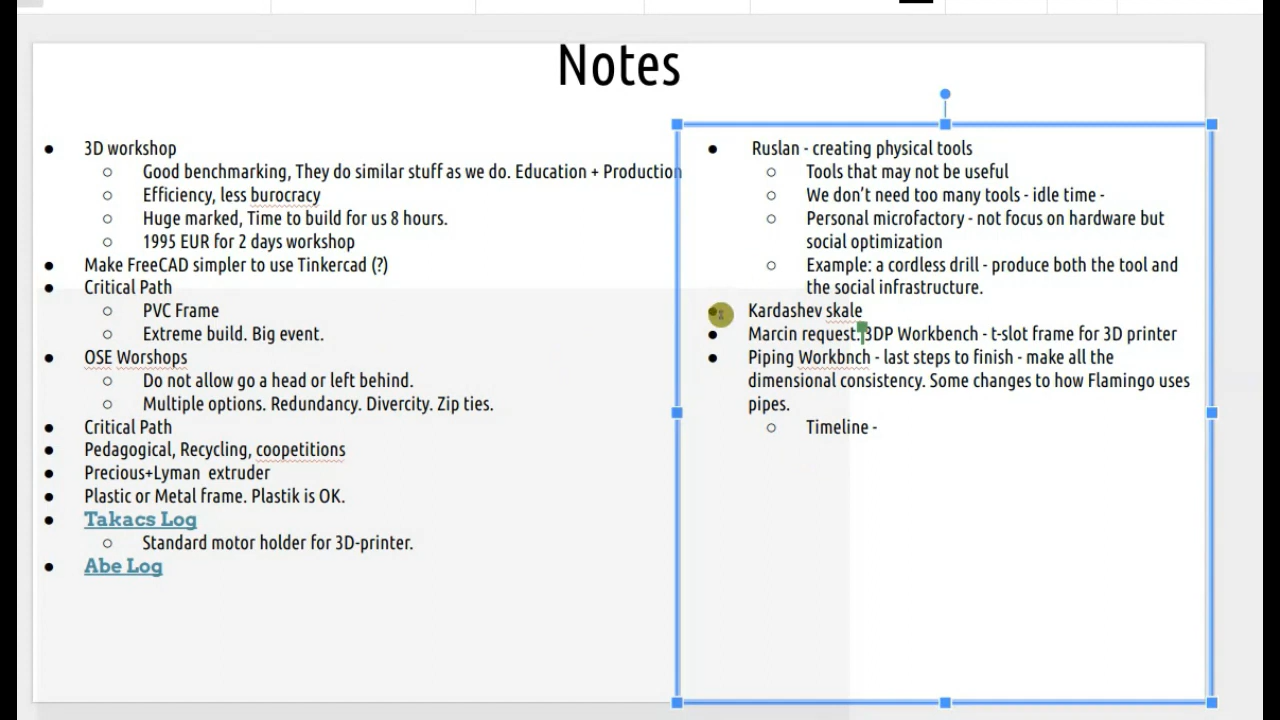 Notes
3D workshop
Good benchmarking, They do similar stuff as we do. Education + Production
Efficiency, less burocracy
Huge marked, Time to build for us 8 hours.
1995 EUR for 2 days workshop
Make FreeCAD simpler to use Tinkercad (?)
Critical Path
PVC Frame
Extreme build. Big event.
OSE Worshops
Do not allow go a head or left behind.
Multiple options. Redundancy. Divercity. Zip ties.
Critical Path
Pedagogical, Recycling, coopetitions
Precious+Lyman extruder
Plastic or Metal frame. Plastik is OK.
Takacs Log
Standard motor holder for 3D-printer.
Abe Log
Ruslan - creating physical tools
Tools that may not be useful
We don't need too many tools - idle time -
Personal microfactory - not focus on hardware but
social optimization
Example: a cordless drill - produce both the tool and
the social infrastructure.
Kardashev skale
Marcin request: 3DP Workbench - t-slot frame for 3D printer
Piping Workbnch - last steps to finish - make all the
dimensional consistency. Some changes to how Flamingo uses
pipes.
Timeline -